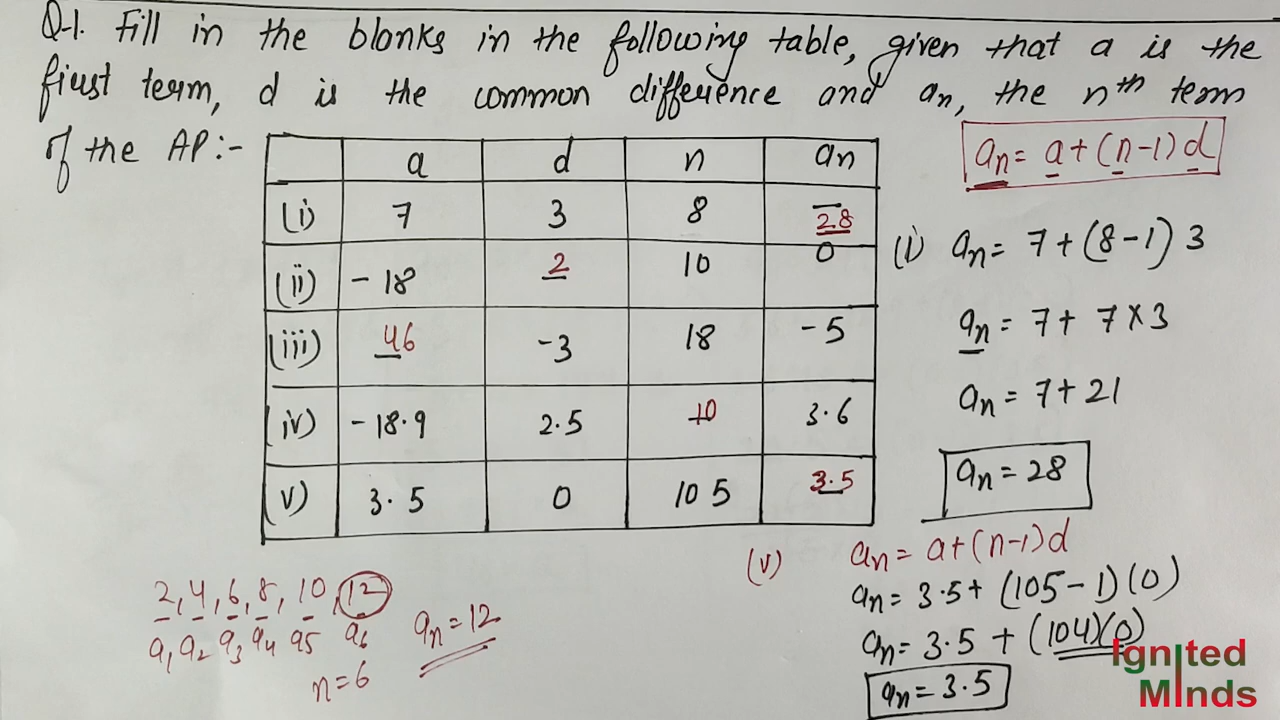 Q-1. Fill in the blanks in the following table, given that a is the
first term, d is the common difference and an, the nth term
of the AP:-
an = a+(n-1)d
a d n an
(i) 7 3 8 — 28
(ii) -18 2 10 0
(iii) 46 -3 18 -5
(iv) -18.9 2.5 10 3.6
(v) 3.5 0 105 3.5
(i) an = 7+(8-1) 3
an = 7+ 7×3
an = 7+21
an = 28
(v) an = a+(n-1)d
an = 3.5+ (105-1)(0)
an = 3.5 + (104)(0)
an = 3.5
2, 4, 6, 8, 10, 12
a1 a2 a3 a4 a5 a6
n=6
an = 12
Ignited
Minds